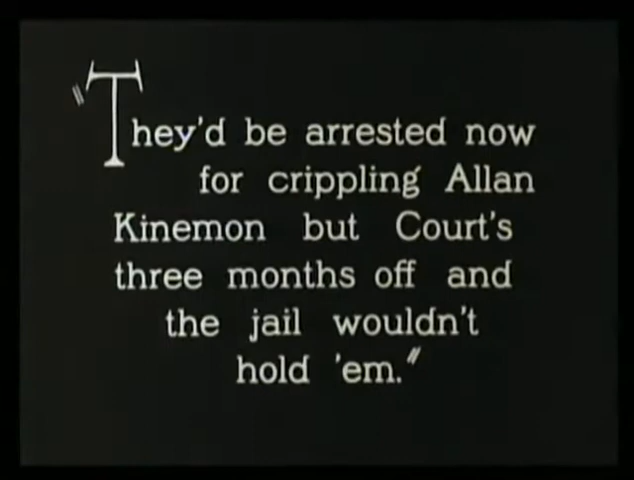 "They'd be arrested now
for crippling Allan
Kinemon but Court's
three months off and
the jail wouldn't
hold 'em."